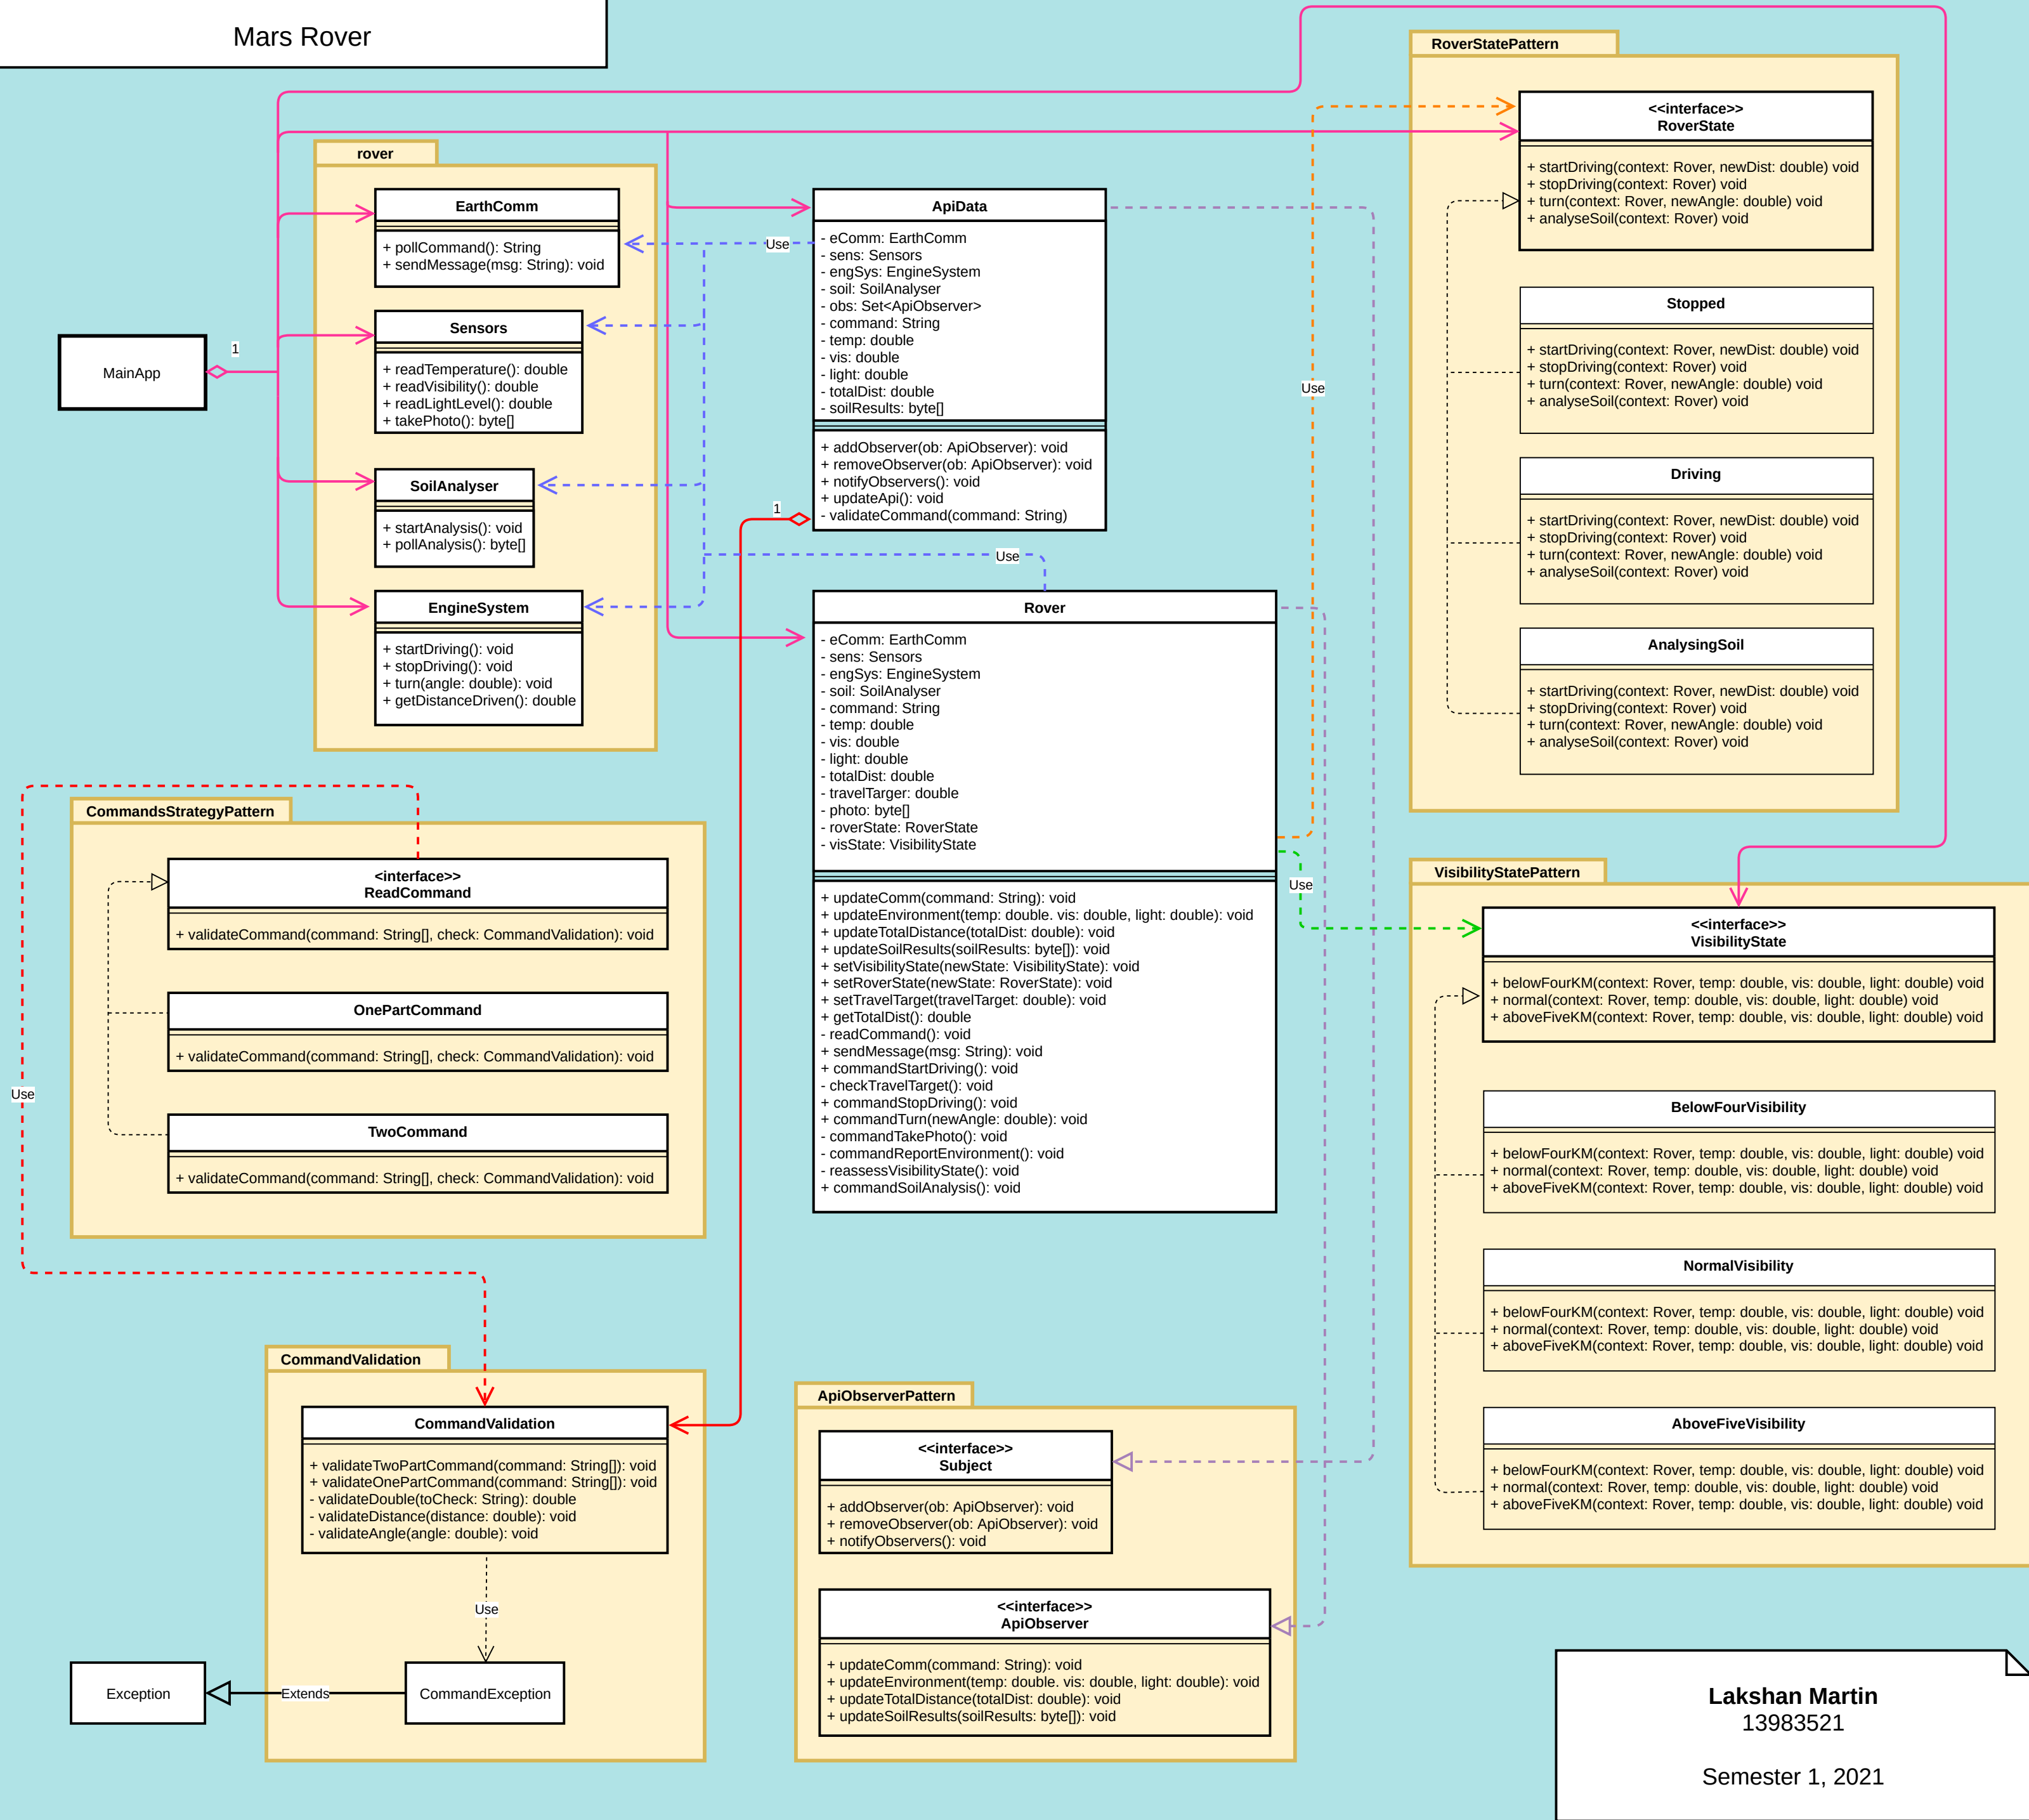 Mars Rover
RoverStatePattern
<<interface>>
RoverState
+ startDriving(context: Rover, newDist: double) void
+ stopDriving(context: Rover) void
+ turn(context: Rover, newAngle: double) void
+ analyseSoil(context: Rover) void
Stopped
+ startDriving(context: Rover, newDist: double) void
+ stopDriving(context: Rover) void
+ turn(context: Rover, newAngle: double) void
+ analyseSoil(context: Rover) void
Driving
+ startDriving(context: Rover, newDist: double) void
+ stopDriving(context: Rover) void
+ turn(context: Rover, newAngle: double) void
+ analyseSoil(context: Rover) void
AnalysingSoil
+ startDriving(context: Rover, newDist: double) void
+ stopDriving(context: Rover) void
+ turn(context: Rover, newAngle: double) void
+ analyseSoil(context: Rover) void
rover
EarthComm
+ pollCommand(): String
+ sendMessage(msg: String): void
Sensors
+ readTemperature(): double
+ readVisibility(): double
+ readLightLevel(): double
+ takePhoto(): byte[]
SoilAnalyser
+ startAnalysis(): void
+ pollAnalysis(): byte[]
EngineSystem
+ startDriving(): void
+ stopDriving(): void
+ turn(angle: double): void
+ getDistanceDriven(): double
MainApp
1
Use
ApiData
- eComm: EarthComm
- sens: Sensors
- engSys: EngineSystem
- soil: SoilAnalyser
- obs: Set<ApiObserver>
- command: String
- temp: double
- vis: double
- light: double
- totalDist: double
- soilResults: byte[]
+ addObserver(ob: ApiObserver): void
+ removeObserver(ob: ApiObserver): void
+ notifyObservers(): void
+ updateApi(): void
- validateCommand(command: String)
1
Use
Use
Rover
- eComm: EarthComm
- sens: Sensors
- engSys: EngineSystem
- soil: SoilAnalyser
- command: String
- temp: double
- vis: double
- light: double
- totalDist: double
- travelTarger: double
- photo: byte[]
- roverState: RoverState
- visState: VisibilityState
+ updateComm(command: String): void
+ updateEnvironment(temp: double. vis: double, light: double): void
+ updateTotalDistance(totalDist: double): void
+ updateSoilResults(soilResults: byte[]): void
+ setVisibilityState(newState: VisibilityState): void
+ setRoverState(newState: RoverState): void
+ setTravelTarget(travelTarget: double): void
+ getTotalDist(): double
- readCommand(): void
+ sendMessage(msg: String): void
+ commandStartDriving(): void
- checkTravelTarget(): void
+ commandStopDriving(): void
+ commandTurn(newAngle: double): void
- commandTakePhoto(): void
- commandReportEnvironment(): void
- reassessVisibilityState(): void
+ commandSoilAnalysis(): void
Use
CommandsStrategyPattern
<interface>>
ReadCommand
+ validateCommand(command: String[], check: CommandValidation): void
OnePartCommand
+ validateCommand(command: String[], check: CommandValidation): void
TwoCommand
+ validateCommand(command: String[], check: CommandValidation): void
Use
VisibilityStatePattern
<<interface>>
VisibilityState
+ belowFourKM(context: Rover, temp: double, vis: double, light: double) void
+ normal(context: Rover, temp: double, vis: double, light: double) void
+ aboveFiveKM(context: Rover, temp: double, vis: double, light: double) void
BelowFourVisibility
+ belowFourKM(context: Rover, temp: double, vis: double, light: double) void
+ normal(context: Rover, temp: double, vis: double, light: double) void
+ aboveFiveKM(context: Rover, temp: double, vis: double, light: double) void
NormalVisibility
+ belowFourKM(context: Rover, temp: double, vis: double, light: double) void
+ normal(context: Rover, temp: double, vis: double, light: double) void
+ aboveFiveKM(context: Rover, temp: double, vis: double, light: double) void
AboveFiveVisibility
+ belowFourKM(context: Rover, temp: double, vis: double, light: double) void
+ normal(context: Rover, temp: double, vis: double, light: double) void
+ aboveFiveKM(context: Rover, temp: double, vis: double, light: double) void
CommandValidation
CommandValidation
+ validateTwoPartCommand(command: String[]): void
+ validateOnePartCommand(command: String[]): void
- validateDouble(toCheck: String): double
- validateDistance(distance: double): void
- validateAngle(angle: double): void
Use
Exception
Extends
CommandException
ApiObserverPattern
<<interface>>
Subject
+ addObserver(ob: ApiObserver): void
+ removeObserver(ob: ApiObserver): void
+ notifyObservers(): void
<<interface>>
ApiObserver
+ updateComm(command: String): void
+ updateEnvironment(temp: double. vis: double, light: double): void
+ updateTotalDistance(totalDist: double): void
+ updateSoilResults(soilResults: byte[]): void
Lakshan Martin
13983521
Semester 1, 2021